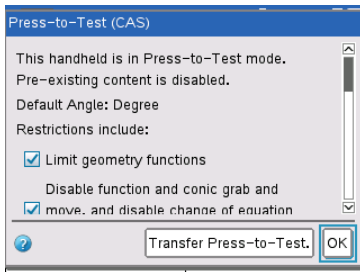 Press-to-Test (CAS)
This handheld is in Press-to-Test mode.
Pre-existing content is disabled.
Default Angle: Degree
Restrictions include:
Limit geometry functions
Disable function and conic grab and
move, and disable change of equation
?
Transfer Press-to-Test.
OK